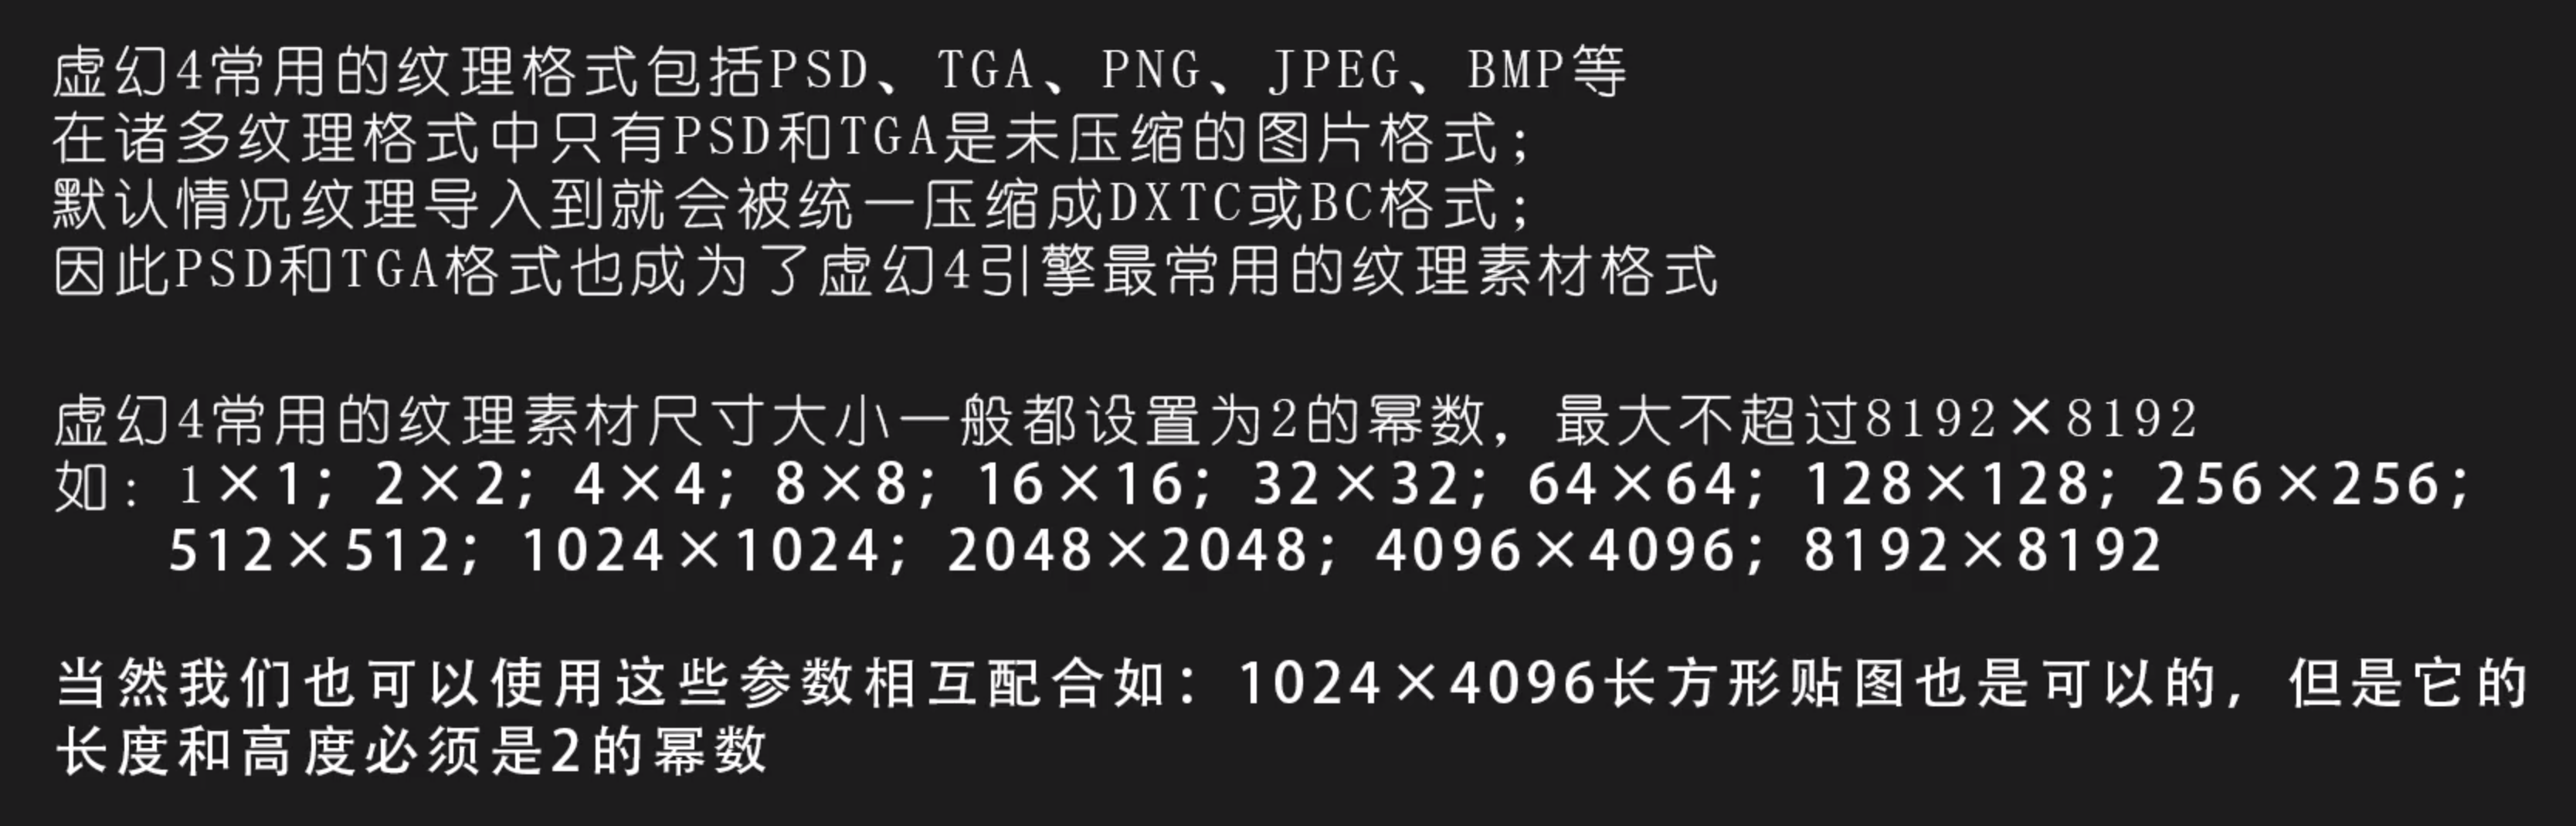 虚幻4常用的纹理格式包括PSD、TGA、PNG、JPEG、BMP等
在诸多纹理格式中只有PSD和TGA是未压缩的图片格式；
默认情况纹理导入到就会被统一压缩成DXTC或BC格式；
因此PSD和TGA格式也成为了虚幻4引擎最常用的纹理素材格式
虚幻4常用的纹理素材尺寸大小一般都设置为2的幂数，最大不超过8192×8192
如：1×1；2×2；4×4；8×8；16×16；32×32；64×64；128×128；256×256；
512×512；1024×1024；2048×2048；4096×4096；8192×8192
当然我们也可以使用这些参数相互配合如：1024×4096长方形贴图也是可以的，但是它的
长度和高度必须是2的幂数